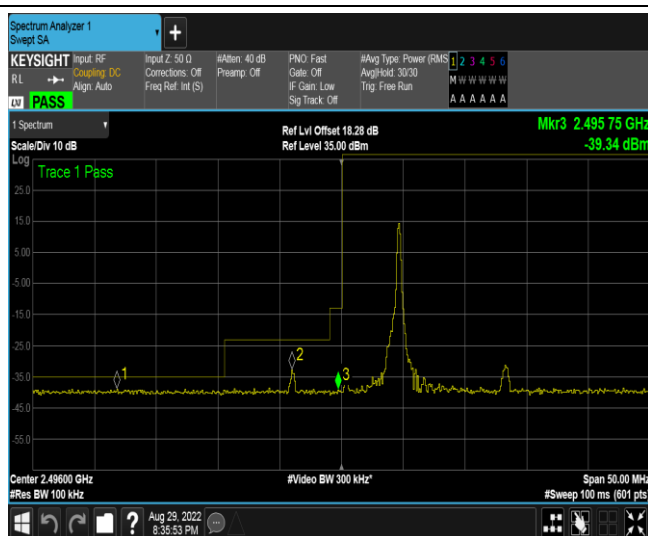 Spectrum Analyzer 1
Swept SA
+
KEYSIGHT
RL
LXI
PASS
Input: RF
Coupling: DC
Align: Auto
Input Z: 50 Ω
Corrections: Off
Freq Ref: Int (S)
#Atten: 40 dB
Preamp: Off
PNO: Fast
Gate: Off
IF Gain: Low
Sig Track: Off
#Avg Type: Power (RMS
Avg|Hold: 30/30
Trig: Free Run
1 2 3 4 5 6
M W W W W W
A A A A A A
1 Spectrum
Scale/Div 10 dB
Ref Lvl Offset 18.28 dB
Ref Level 35.00 dBm
Mkr3 2.495 75 GHz
-39.34 dBm
Log
Trace 1 Pass
25.0
15.0
5.00
-5.00
-15.0
-25.0
-35.0
-45.0
-55.0
1
2
3
Center 2.49600 GHz
#Res BW 100 kHz
#Video BW 300 kHz*
Span 50.00 MHz
#Sweep 100 ms (601 pts)
?
Aug 29, 2022
8:35:53 PM